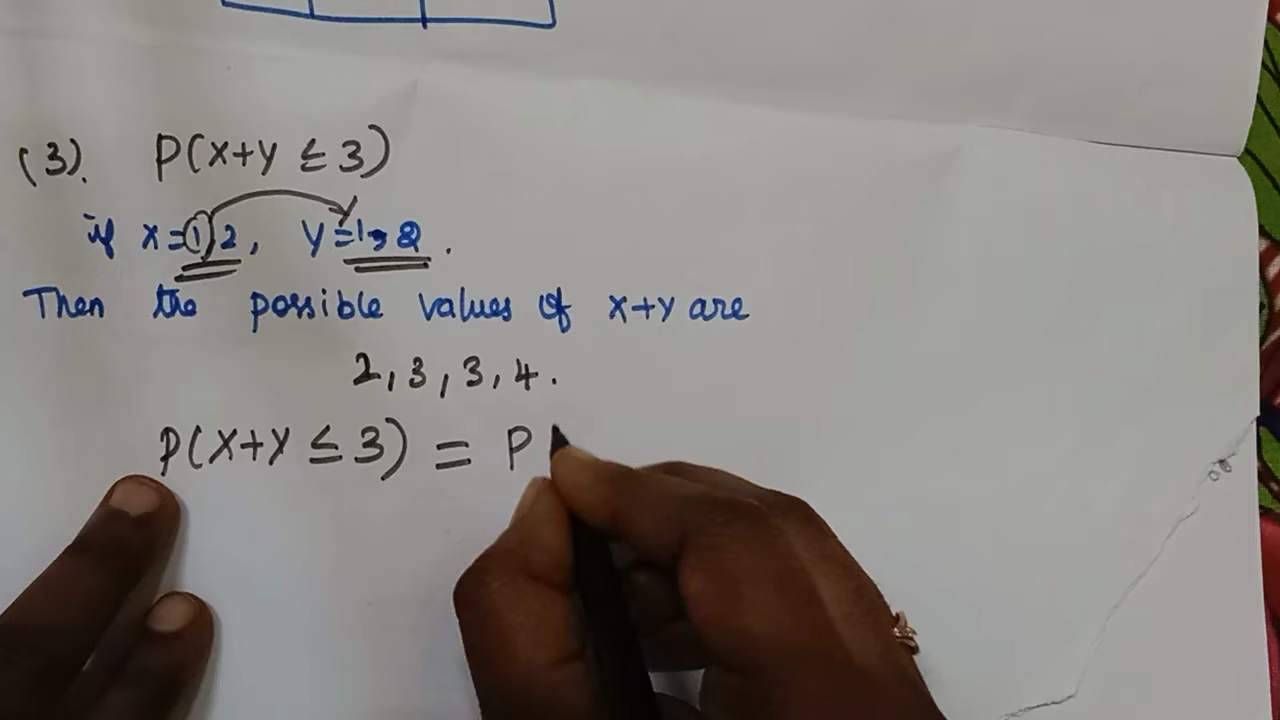 (3). P(X+Y ≤ 3)
if X=1,2, Y=1,2.
Then the possible values of X+Y are
2,3,3,4.
P(X+Y ≤ 3) = P